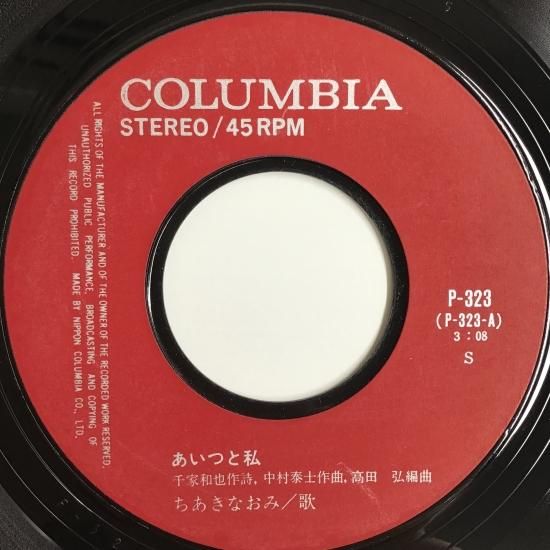 COLUMBIA
STEREO/45RPM
ALL RIGHTS OF THE MANUFACTURER AND OF THE OWNER OF THE RECORDED WORK RESERVED.
UNAUTHORIZED PUBLIC PERFORMANCE, BROADCASTING AND COPYING OF
THIS RECORD PROHIBITED. MADE BY NIPPON COLUMBIA CO., LTD.
P-323
(P-323-A)
3:08
S
あいつと私
千家和也作詩, 中村泰士作曲, 高田 弘編曲
ちあきなおみ/歌